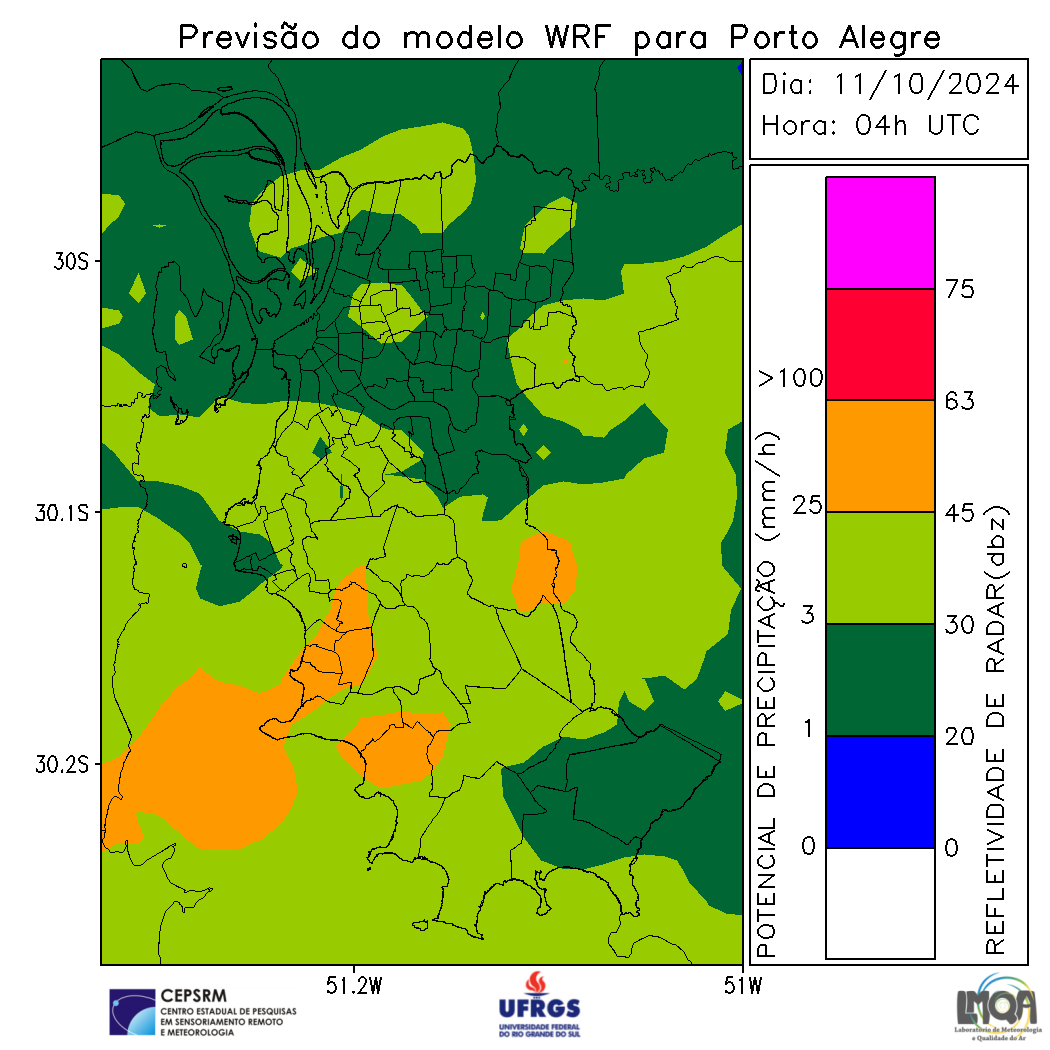 Previsão do modelo WRF para Porto Alegre
Dia: 11/10/2024
Hora: 04h UTC
30S
30.1S
30.2S
51.2W
51W
POTENCIAL DE PRECIPITAÇÃO (mm/h)
>100
25
3
1
0
75
63
45
30
20
0
REFLETIVIDADE DE RADAR(dbz)
CEPSRM
CENTRO ESTADUAL DE PESQUISAS
EM SENSORIAMENTO REMOTO
E METEOROLOGIA
UFRGS
UNIVERSIDADE FEDERAL
DO RIO GRANDE DO SUL
LMQA
Laboratório de Meteorologia
e Qualidade do Ar